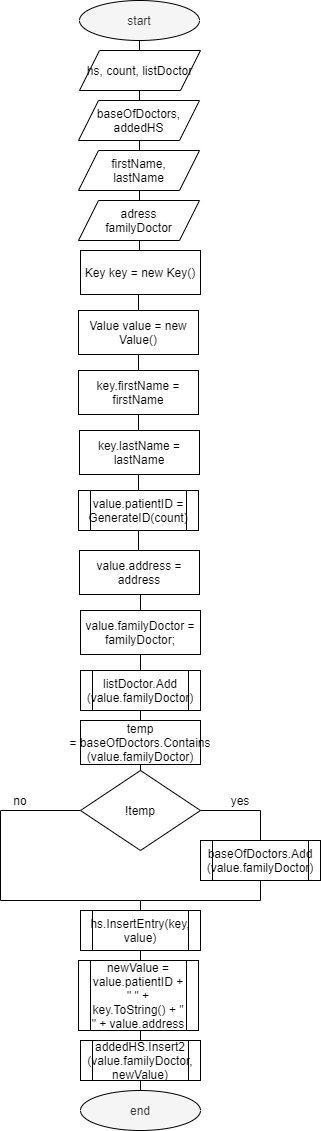 start
hs, count, listDoctor
baseOfDoctors,
addedHS
firstName,
lastName
adress
familyDoctor
Key key = new Key()
Value value = new
Value()
key.firstName =
firstName
key.lastName =
lastName
value.patientID =
GenerateID(count)
value.address =
address
value.familyDoctor =
familyDoctor;
listDoctor.Add
(value.familyDoctor)
temp
= baseOfDoctors.Contains
(value.familyDoctor)
no
!temp
yes
baseOfDoctors.Add
(value.familyDoctor)
hs.InsertEntry(key,
value)
newValue =
value.patientID +
" " +
key.ToString() + "
" + value.address
addedHS.Insert2
(value.familyDoctor,
newValue)
end